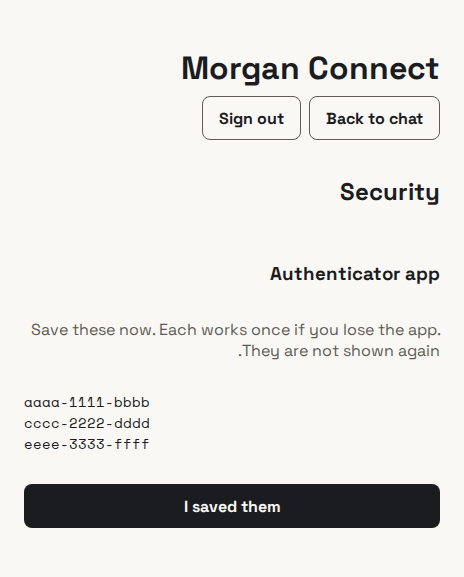 Morgan Connect
Sign out
Back to chat
Security
Authenticator app
Save these now. Each works once if you lose the app.
.They are not shown again
aaaa-1111-bbbb
cccc-2222-dddd
eeee-3333-ffff
I saved them